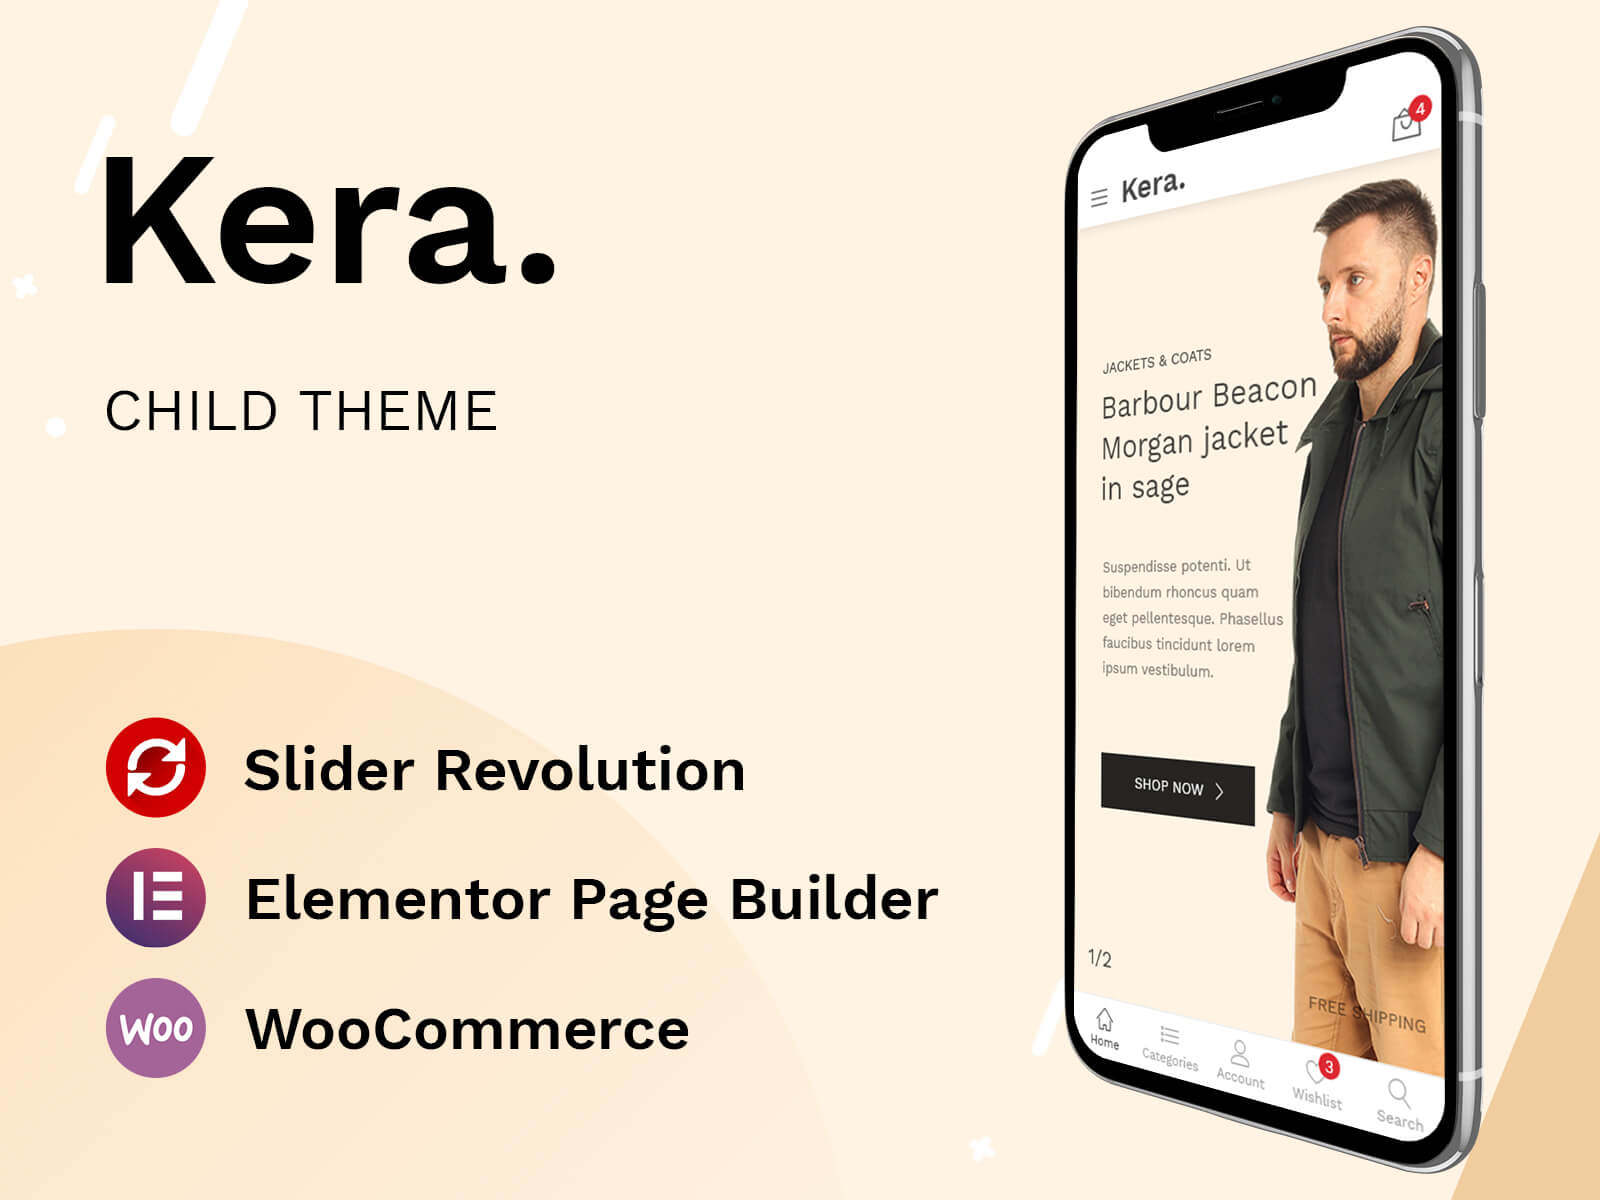 Kera.
CHILD THEME
Slider Revolution
Elementor Page Builder
WOO
WooCommerce
4
Kera.
JACKETS & COATS
Barbour Beacon
Morgan jacket
in sage
Suspendisse potenti. Ut
bibendum rhoncus quam
eget pellentesque. Phasellus
faucibus tincidunt lorem
ipsum vestibulum.
SHOP NOW
1/2
FREE SHIPPING
Home
Categories
Account
3
Wishlist
Search